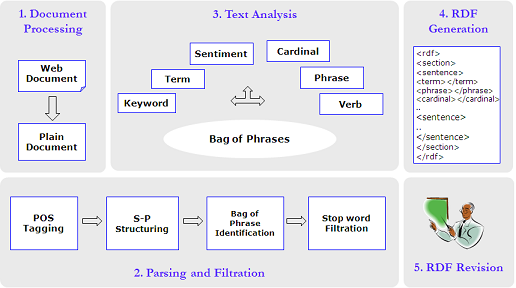 1. Document
Processing
Web
Document
Plain
Document
3. Text Analysis
Sentiment
Cardinal
Term
Phrase
Keyword
Verb
Bag of Phrases
4. RDF
Generation
<rdf>
<section>
<sentence>
<term></term>
<phrase></phrase>
<cardinal></cardinal>
..
<sentence>
..
</sentence>
</section>
</rdf>
POS
Tagging
S-P
Structuring
Bag of
Phrase
Identification
Stop word
Filtration
2. Parsing and Filtration
5. RDF Revision